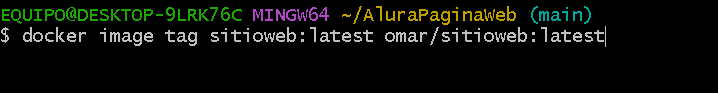 EQUIPO@DESKTOP-9LRK76C MINGW64 ~/AluraPaginaWeb (main)
$ docker image tag sitioweb:latest omar/sitioweb:latest